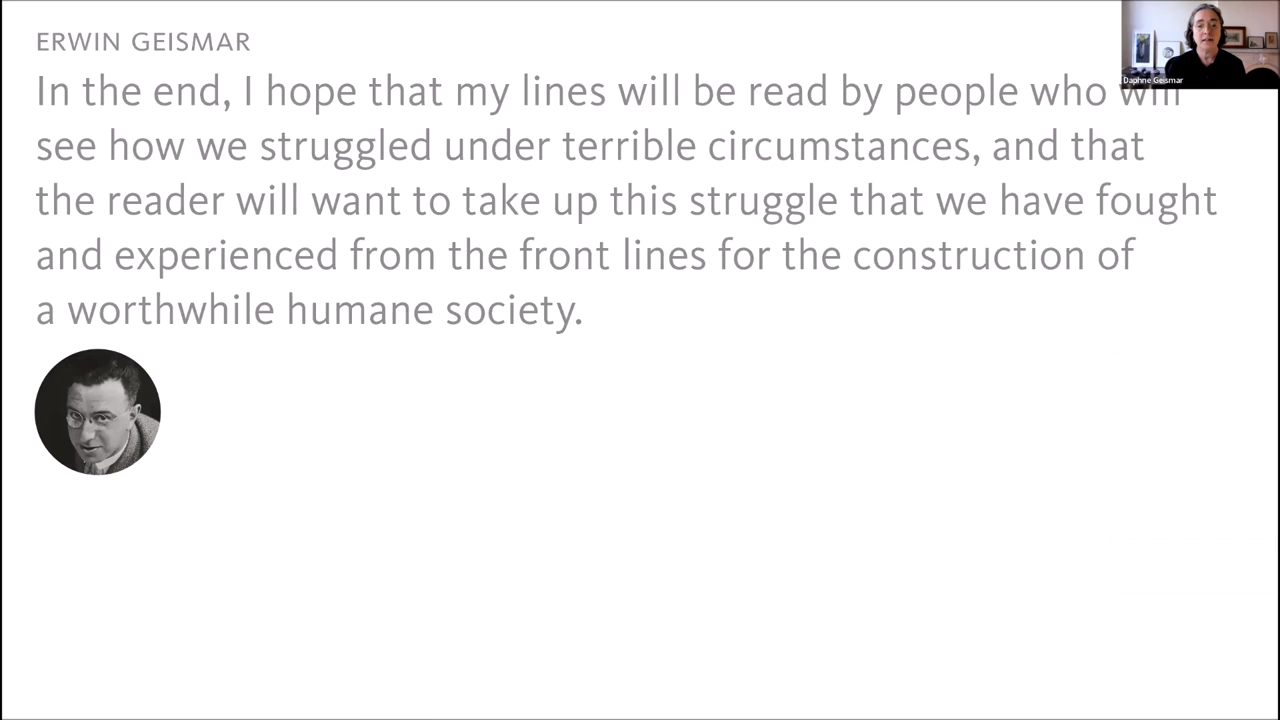 ERWIN GEISMAR
In the end, I hope that my lines will be read by people who will
see how we struggled under terrible circumstances, and that
the reader will want to take up this struggle that we have fought
and experienced from the front lines for the construction of
a worthwhile humane society.
Daphne Geismar